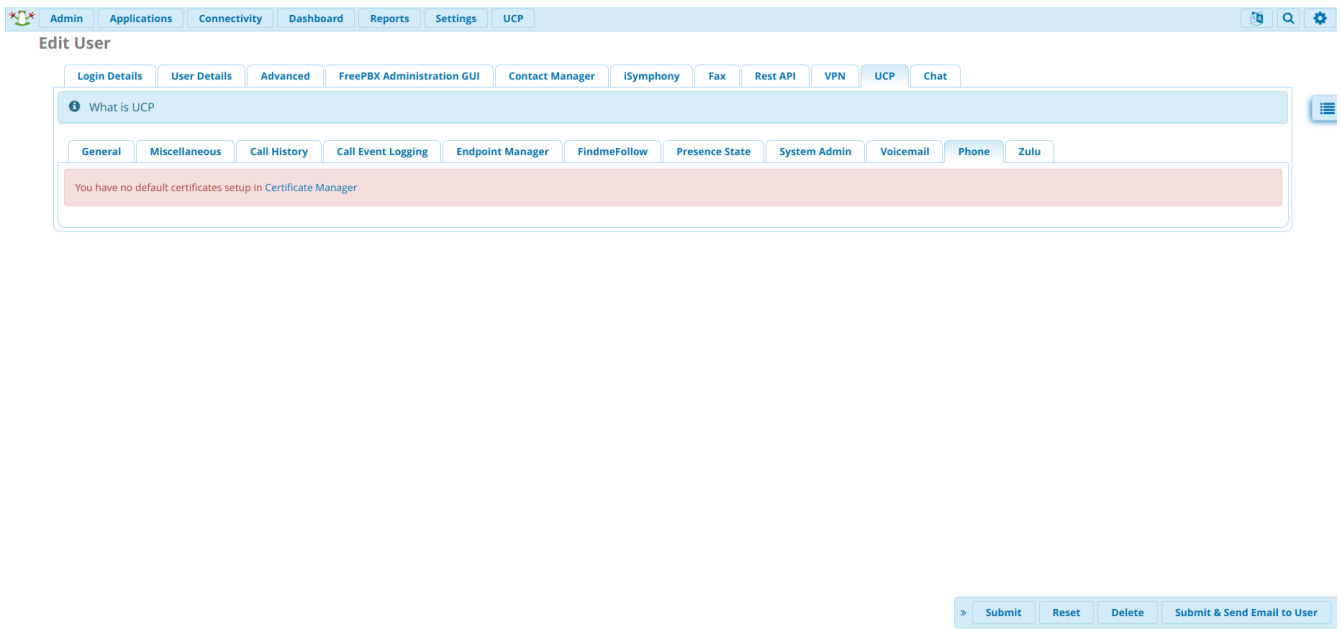 Admin Applications Connectivity Dashboard Reports Settings UCP
Edit User
Login Details User Details Advanced FreePBX Administration GUI Contact Manager iSymphony Fax Rest API VPN UCP Chat
What is UCP
General Miscellaneous Call History Call Event Logging Endpoint Manager FindmeFollow Presence State System Admin Voicemail Phone Zulu
You have no default certificates setup in Certificate Manager
» Submit Reset Delete Submit & Send Email to User